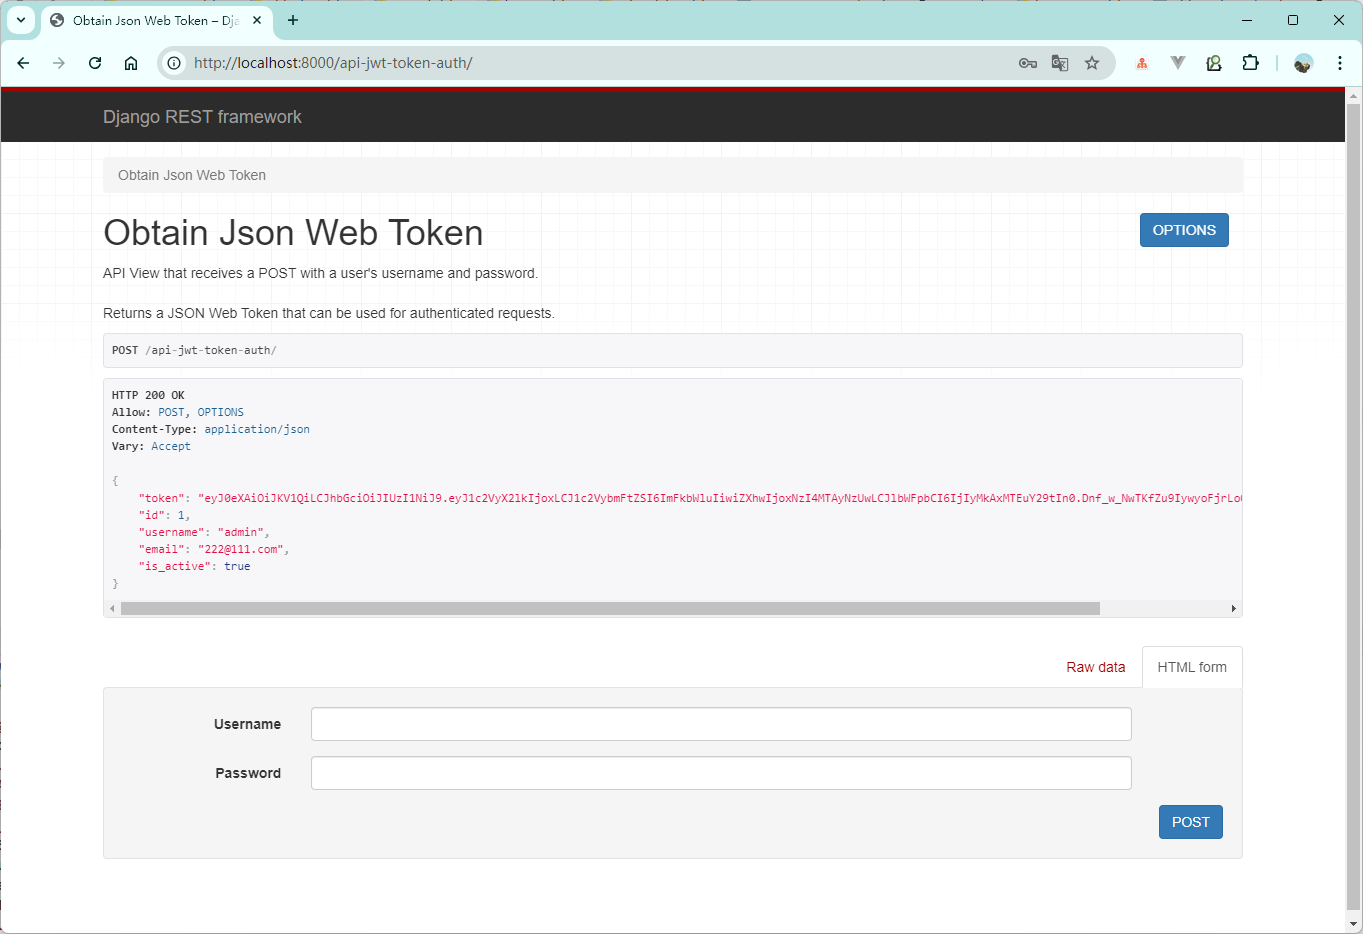 Obtain Json Web Token – Dja
http://localhost:8000/api-jwt-token-auth/
Django REST framework
Obtain Json Web Token
Obtain Json Web Token
OPTIONS
API View that receives a POST with a user's username and password.
Returns a JSON Web Token that can be used for authenticated requests.
POST /api-jwt-token-auth/
HTTP 200 OK
Allow: POST, OPTIONS
Content-Type: application/json
Vary: Accept
{
"token": "eyJ0eXAiOiJKV1QiLCJhbGciOiJIUzI1NiJ9.eyJ1c2VyX2lkIjoxLCJ1c2VybmFtZSI6ImFkbWluIiwiZXhwIjoxNzI4MTAyNzUwLCJlbWFpbCI6IjIyMkAxMTEuY29tIn0.Dnf_w_NwTKfZu9IywyoFjrLo
"id": 1,
"username": "admin",
"email": "222@111.com",
"is_active": true
}
Raw data
HTML form
Username
Password
POST